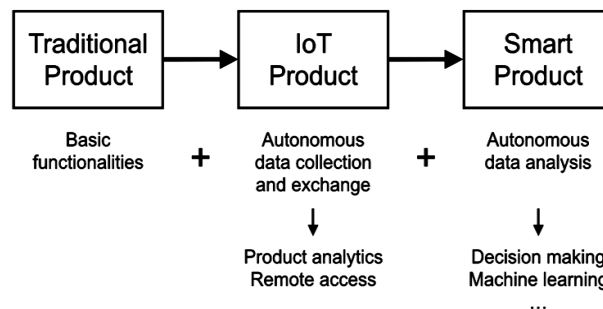 Traditional
Product
IoT
Product
Smart
Product
Basic
functionalities
+
Autonomous
data collection
and exchange
+
Autonomous
data analysis
Product analytics
Remote access
Decision making
Machine learning
...